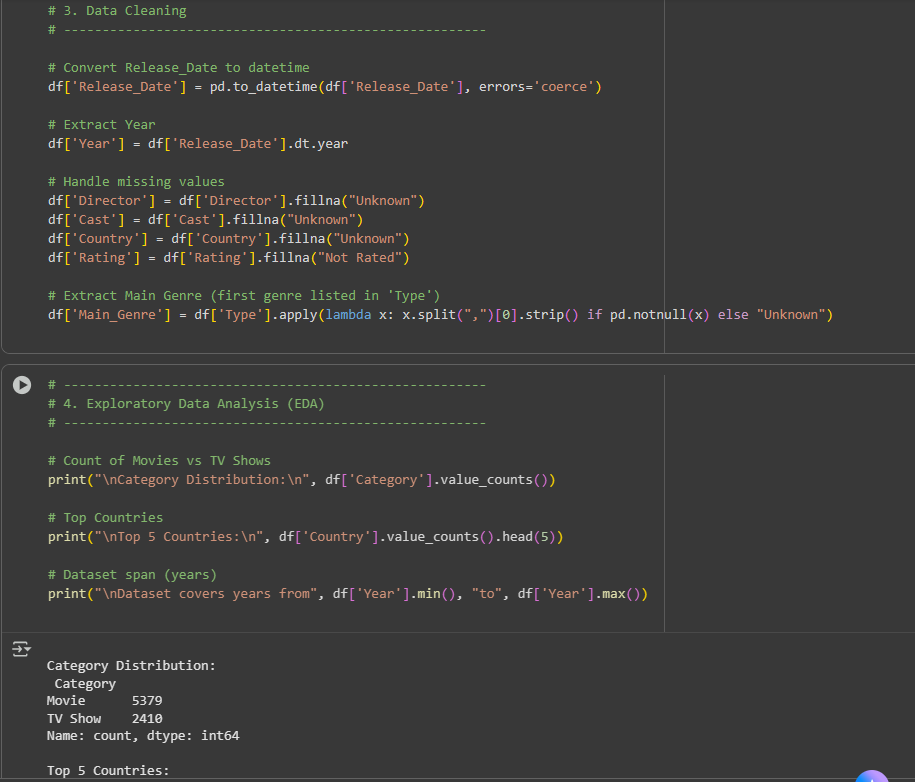 # 3. Data Cleaning
# -------------------------------------------------------
# Convert Release_Date to datetime
df['Release_Date'] = pd.to_datetime(df['Release_Date'], errors='coerce')
# Extract Year
df['Year'] = df['Release_Date'].dt.year
# Handle missing values
df['Director'] = df['Director'].fillna("Unknown")
df['Cast'] = df['Cast'].fillna("Unknown")
df['Country'] = df['Country'].fillna("Unknown")
df['Rating'] = df['Rating'].fillna("Not Rated")
# Extract Main Genre (first genre listed in 'Type')
df['Main_Genre'] = df['Type'].apply(lambda x: x.split(",")[0].strip() if pd.notnull(x) else "Unknown")
# -------------------------------------------------------
# 4. Exploratory Data Analysis (EDA)
# -------------------------------------------------------
# Count of Movies vs TV Shows
print("\nCategory Distribution:\n", df['Category'].value_counts())
# Top Countries
print("\nTop 5 Countries:\n", df['Country'].value_counts().head(5))
# Dataset span (years)
print("\nDataset covers years from", df['Year'].min(), "to", df['Year'].max())
Category Distribution:
Category
Movie 5379
TV Show 2410
Name: count, dtype: int64
Top 5 Countries: